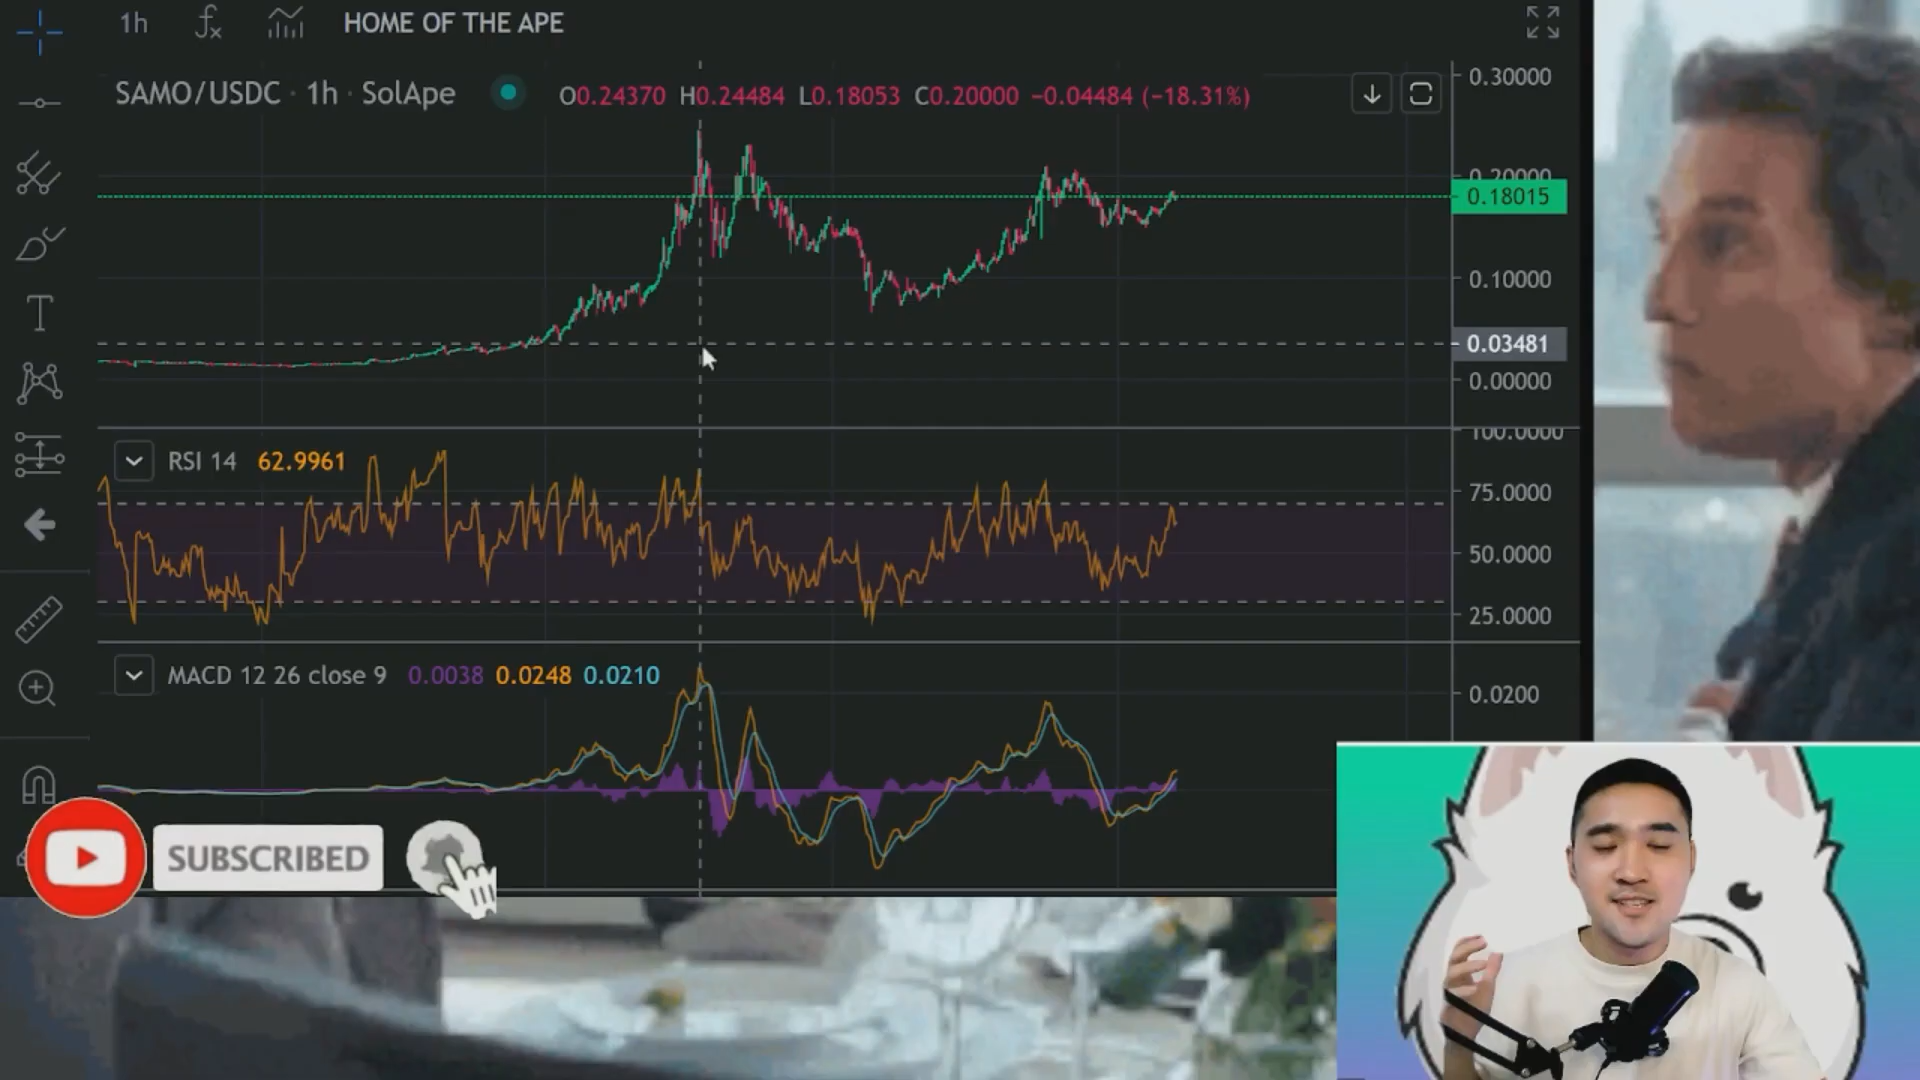 1h fx HOME OF THE APE
SAMO/USDC · 1h · SolApe O0.24370 H0.24484 L0.18053 C0.20000 −0.04484 (−18.31%)
0.30000
0.20000
0.18015
0.10000
0.03481
0.00000
RSI 14 62.9961
100.0000
75.0000
50.0000
25.0000
MACD 12 26 close 9 0.0038 0.0248 0.0210
0.0200
SUBSCRIBED